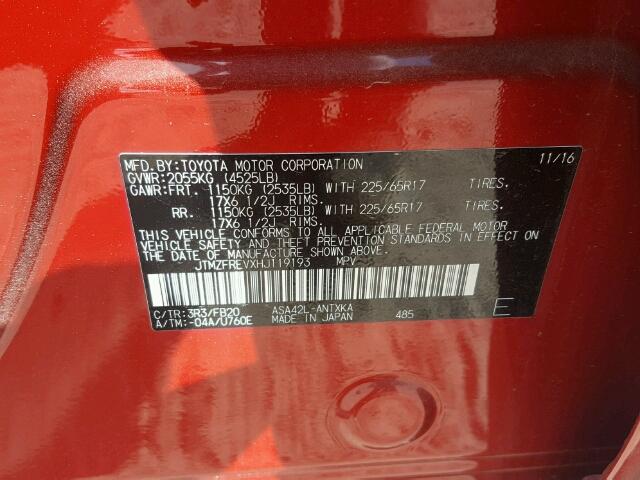 MFD.BY:TOYOTA MOTOR CORPORATION 11/16
GVWR:2055KG (4525LB)
GAWR:FRT. 1150KG (2535LB) WITH 225/65R17 TIRES.
17X6 1/2J RIMS.
RR. 1150KG (2535LB) WITH 225/65R17 TIRES.
17X6 1/2J RIMS.
THIS VEHICLE CONFORMS TO ALL APPLICABLE FEDERAL MOTOR
VEHICLE SAFETY AND THEFT PREVENTION STANDARDS IN EFFECT ON
THE DATE OF MANUFACTURE SHOWN ABOVE.
JTMZFREVXHJ119193 MPV
C/TR:3R3/FB20 ASA42L-ANTXKA
A/TM:-04A/U760E MADE IN JAPAN 485 E